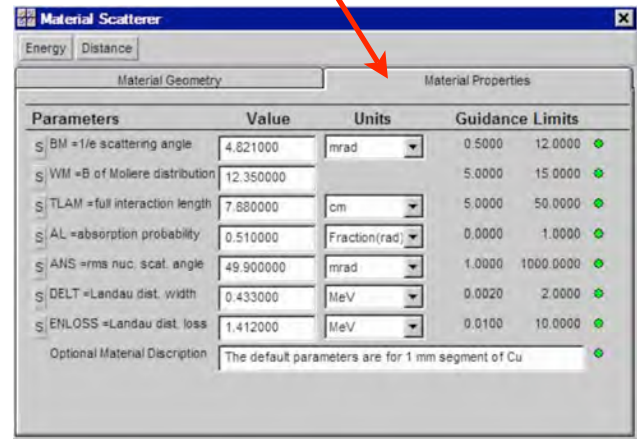 Material Scatterer
Energy Distance
Material Geometry Material Properties
Parameters Value Units Guidance Limits
S BM =1/e scattering angle 4.821000 mrad 0.5000 12.0000
S WM =B of Moliere distribution 12.350000 5.0000 15.0000
S TLAM =full interaction length 7.880000 cm 5.0000 50.0000
S AL =absorption probability 0.510000 Fraction(rad) 0.0000 1.0000
S ANS =rms nuc. scat. angle 49.900000 mrad 1.0000 1000.0000
S DELT =Landau dist. width 0.433000 MeV 0.0020 2.0000
S ENLOSS =Landau dist. loss 1.412000 MeV 0.0100 10.0000
Optional Material Discription The default parameters are for 1 mm segment of Cu